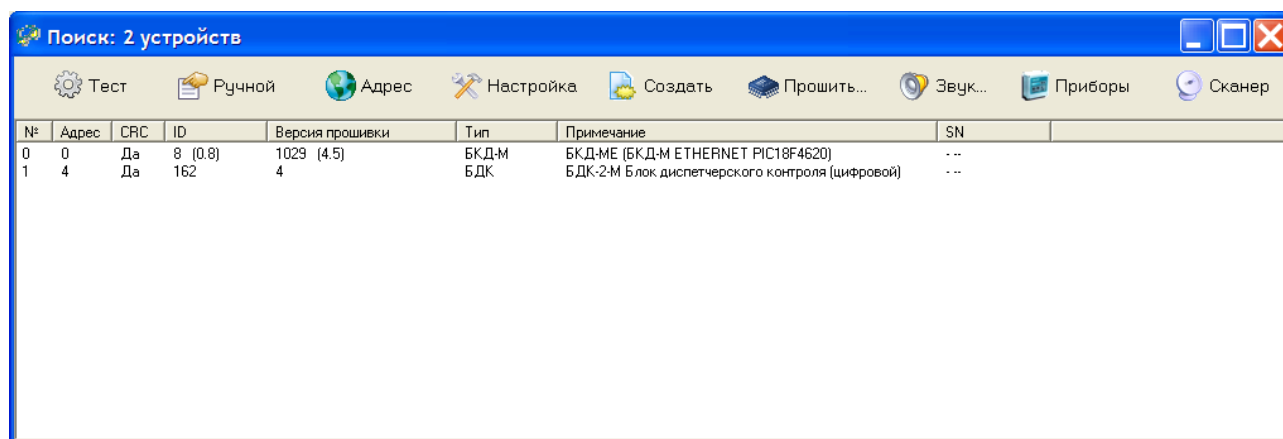 Поиск: 2 устройств
Тест Ручной Адрес Настройка Создать Прошить... Звук... Приборы Сканер
№ Адрес CRC ID Версия прошивки Тип Примечание SN
0 0 Да 8 (0.8) 1029 (4.5) БКД-М БКД-МЕ (БКД-М ETHERNET PIC18F4620) - --
1 4 Да 162 4 БДК БДК-2-М Блок диспетчерского контроля (цифровой) - --